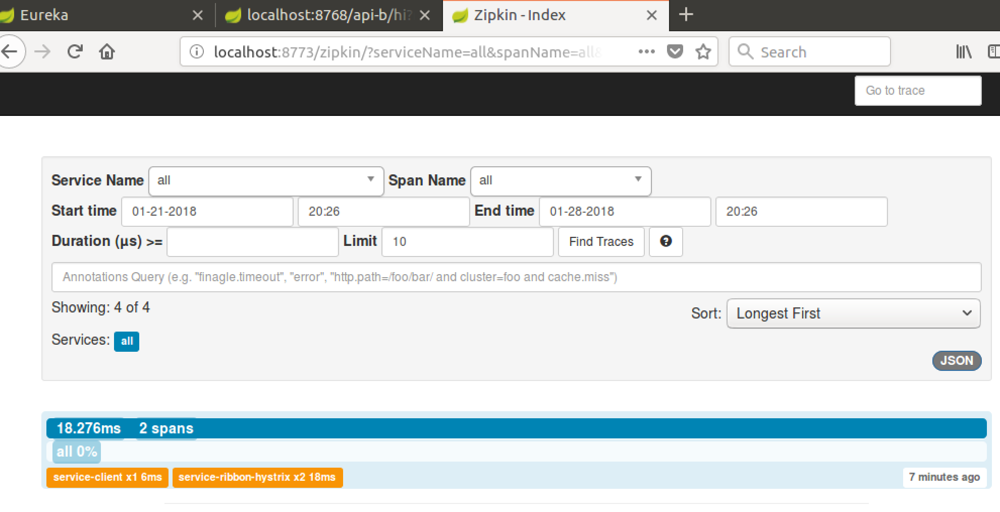 Eureka localhost:8768/api-b/hi? Zipkin - Index
localhost:8773/zipkin/?serviceName=all&spanName=all& Search
Go to trace
Service Name all Span Name all
Start time 01-21-2018 20:26 End time 01-28-2018 20:26
Duration (μs) >= Limit 10 Find Traces ?
Annotations Query (e.g. "finagle.timeout", "error", "http.path=/foo/bar/ and cluster=foo and cache.miss")
Showing: 4 of 4
Sort: Longest First
Services: all
JSON
18.276ms 2 spans
all 0%
service-client x1 6ms service-ribbon-hystrix x2 18ms 7 minutes ago